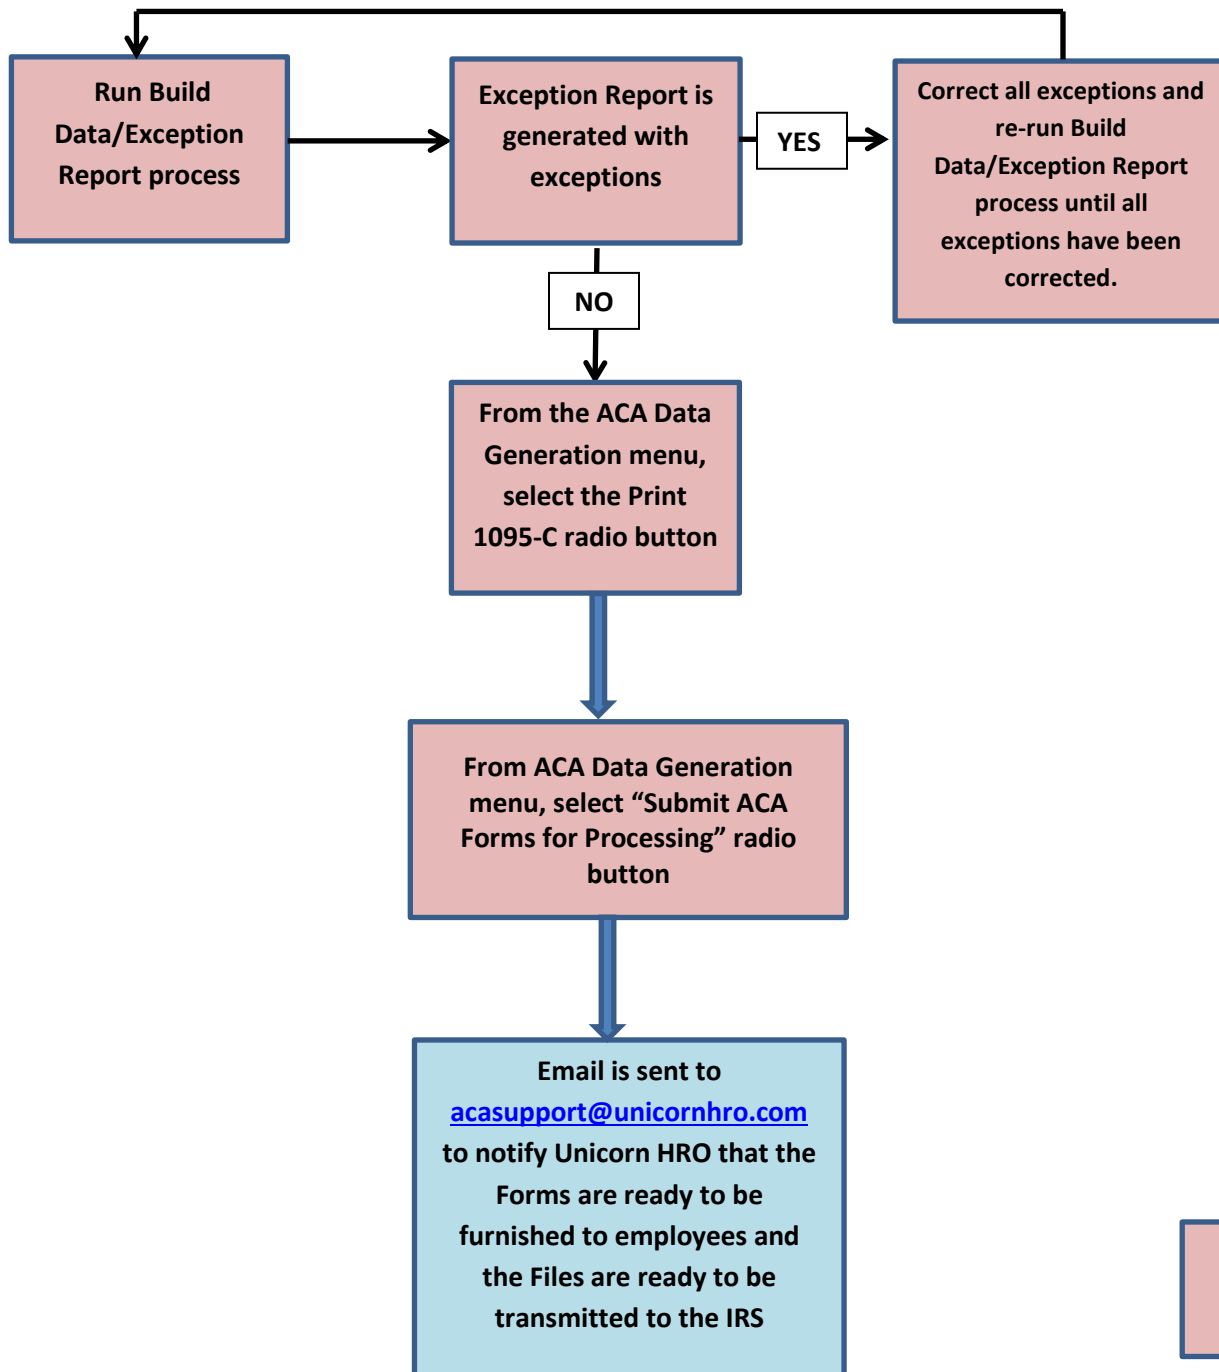 Run Build
Data/Exception
Report process
Exception Report is
generated with
exceptions
YES
Correct all exceptions and
re-run Build
Data/Exception Report
process until all
exceptions have been
corrected.
NO
From the ACA Data
Generation menu,
select the Print
1095-C radio button
From ACA Data Generation
menu, select “Submit ACA
Forms for Processing” radio
button
Email is sent to
acasupport@unicornhro.com
to notify Unicorn HRO that the
Forms are ready to be
furnished to employees and
the Files are ready to be
transmitted to the IRS